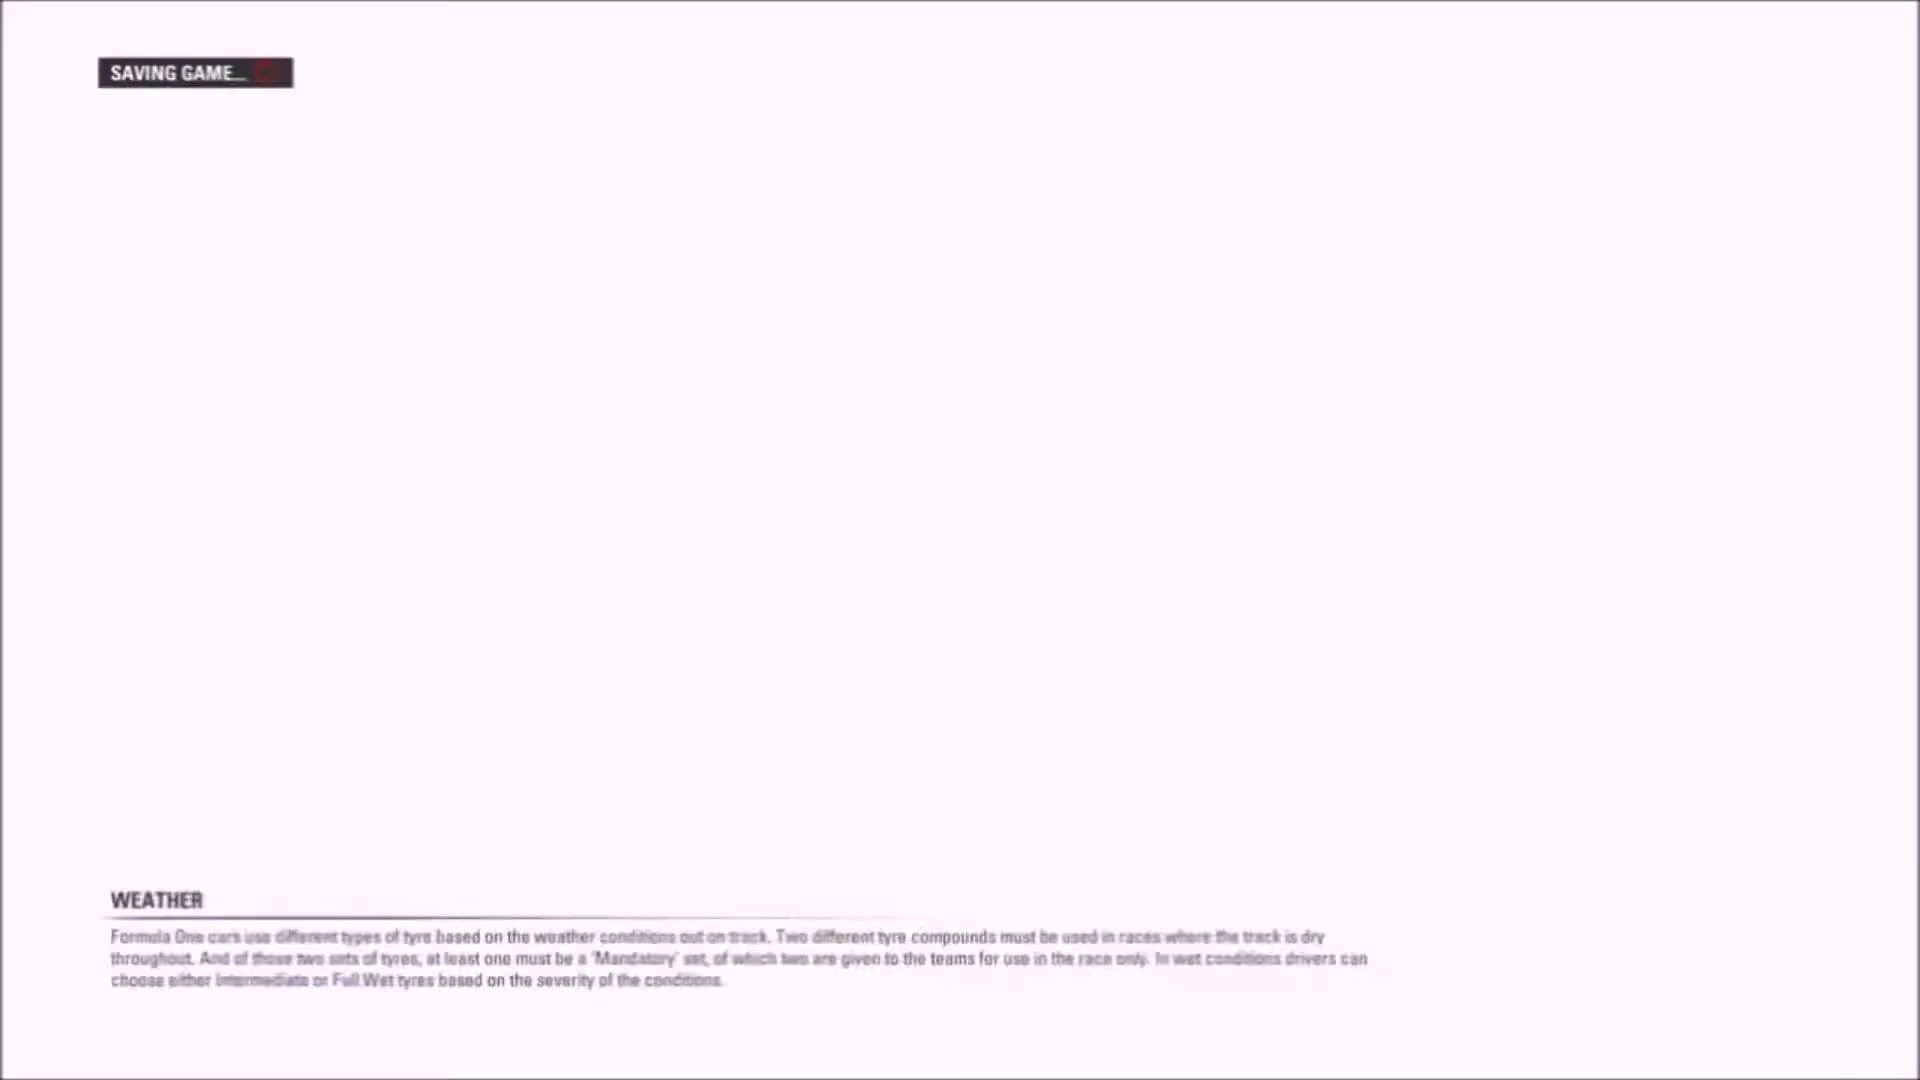 SAVING GAME...
WEATHER
Formula One cars use different types of tyre based on the weather conditions out on track. Two different tyre compounds must be used in races where the track is dry
throughout. And of those two sets of tyres, at least one must be a 'Mandatory' set, of which two are given to the teams for use in the race only. In wet conditions drivers can
choose either Intermediate or Full Wet tyres based on the severity of the conditions.